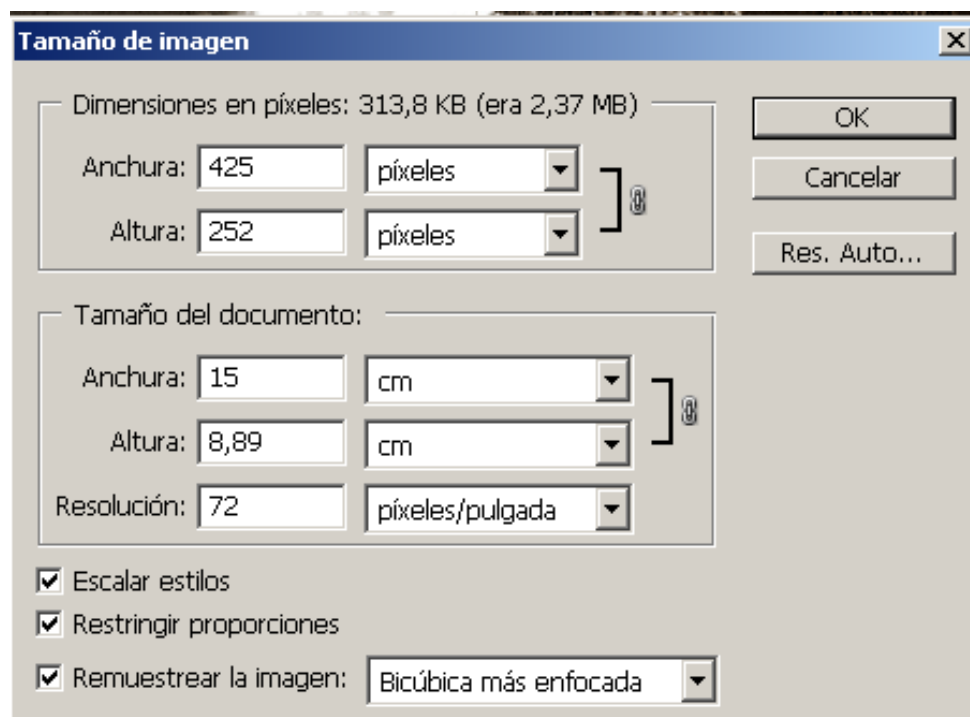 Tamaño de imagen
Dimensiones en píxeles: 313,8 KB (era 2,37 MB)
OK
Anchura: 425 píxeles
Cancelar
Altura: 252 píxeles
Res. Auto...
Tamaño del documento:
Anchura: 15 cm
Altura: 8,89 cm
Resolución: 72 píxeles/pulgada
Escalar estilos
Restringir proporciones
Remuestrear la imagen: Bicúbica más enfocada